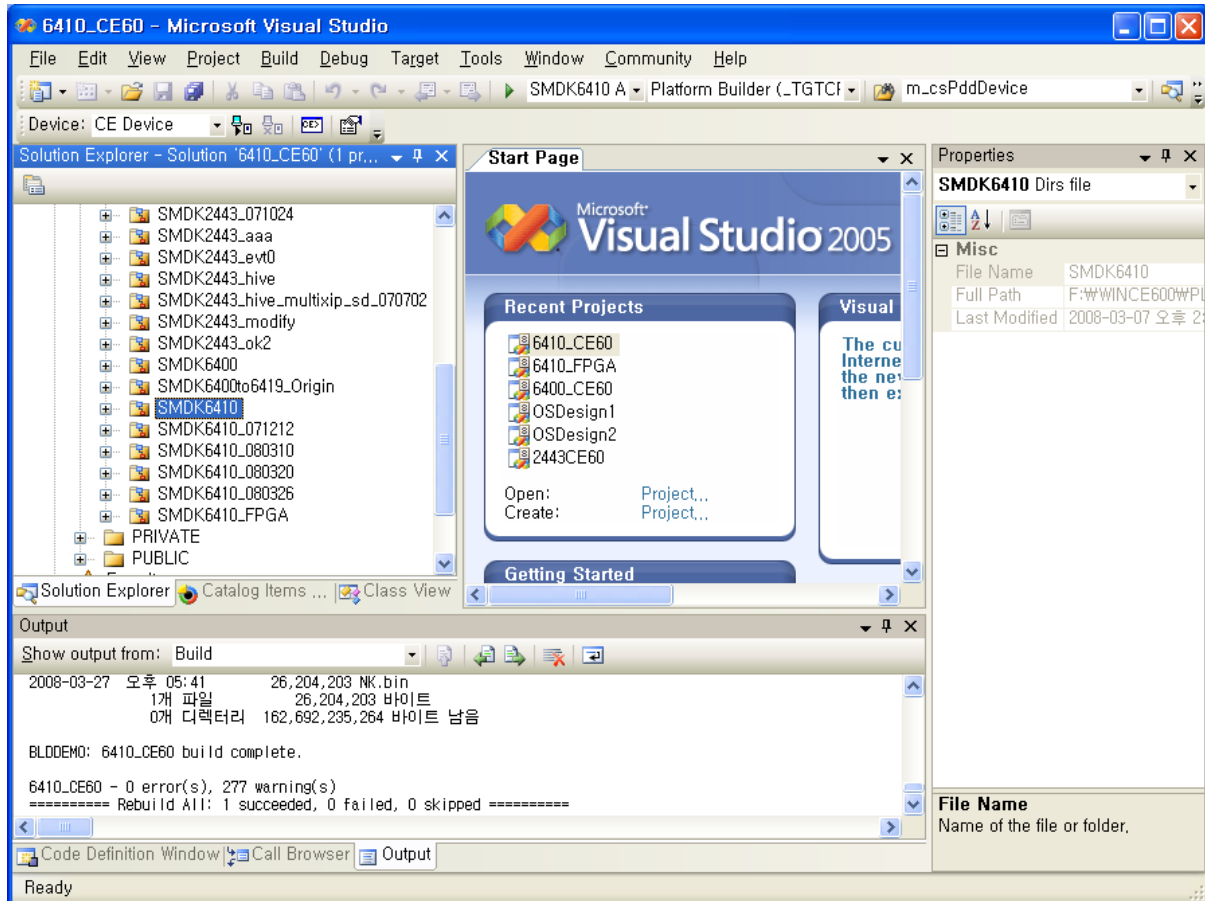 6410_CE60 - Microsoft Visual Studio
File Edit View Project Build Debug Target Tools Window Community Help
SMDK6410 A Platform Builder (_TGTCF m_csPddDevice
Device: CE Device
Solution Explorer - Solution '6410_CE60' (1 pr...
SMDK2443_071024
SMDK2443_aaa
SMDK2443_evt0
SMDK2443_hive
SMDK2443_hive_multixip_sd_070702
SMDK2443_modify
SMDK2443_ok2
SMDK6400
SMDK6400to6419_Origin
SMDK6410
SMDK6410_071212
SMDK6410_080310
SMDK6410_080320
SMDK6410_080326
SMDK6410_FPGA
PRIVATE
PUBLIC
Solution Explorer Catalog Items ... Class View
Start Page
Microsoft
Visual Studio 2005
Recent Projects
6410_CE60
6410_FPGA
6400_CE60
OSDesign1
OSDesign2
2443CE60
Open: Project...
Create: Project...
Getting Started
Visual
The cu
Interne
the nev
then e
Properties
SMDK6410 Dirs file
Misc
File Name SMDK6410
Full Path F:₩WINCE600₩PL
Last Modified 2008-03-07 오후 2:
File Name
Name of the file or folder.
Output
Show output from: Build
2008-03-27 오후 05:41 26,204,203 NK.bin
1개 파일 26,204,203 바이트
0개 디렉터리 162,692,235,264 바이트 남음
BLDDEMO: 6410_CE60 build complete.
6410_CE60 - 0 error(s), 277 warning(s)
========== Rebuild All: 1 succeeded, 0 failed, 0 skipped ==========
Code Definition Window Call Browser Output
Ready